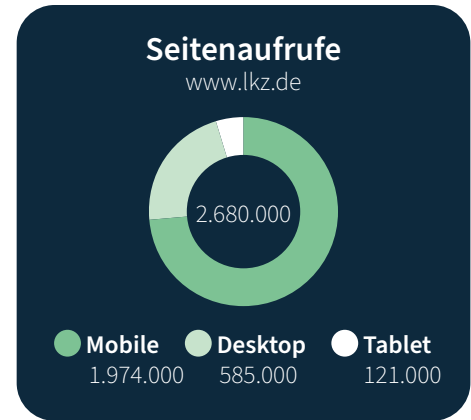 Seitenaufrufe
www.lkz.de
2.680.000
Mobile Desktop Tablet
1.974.000 585.000 121.000